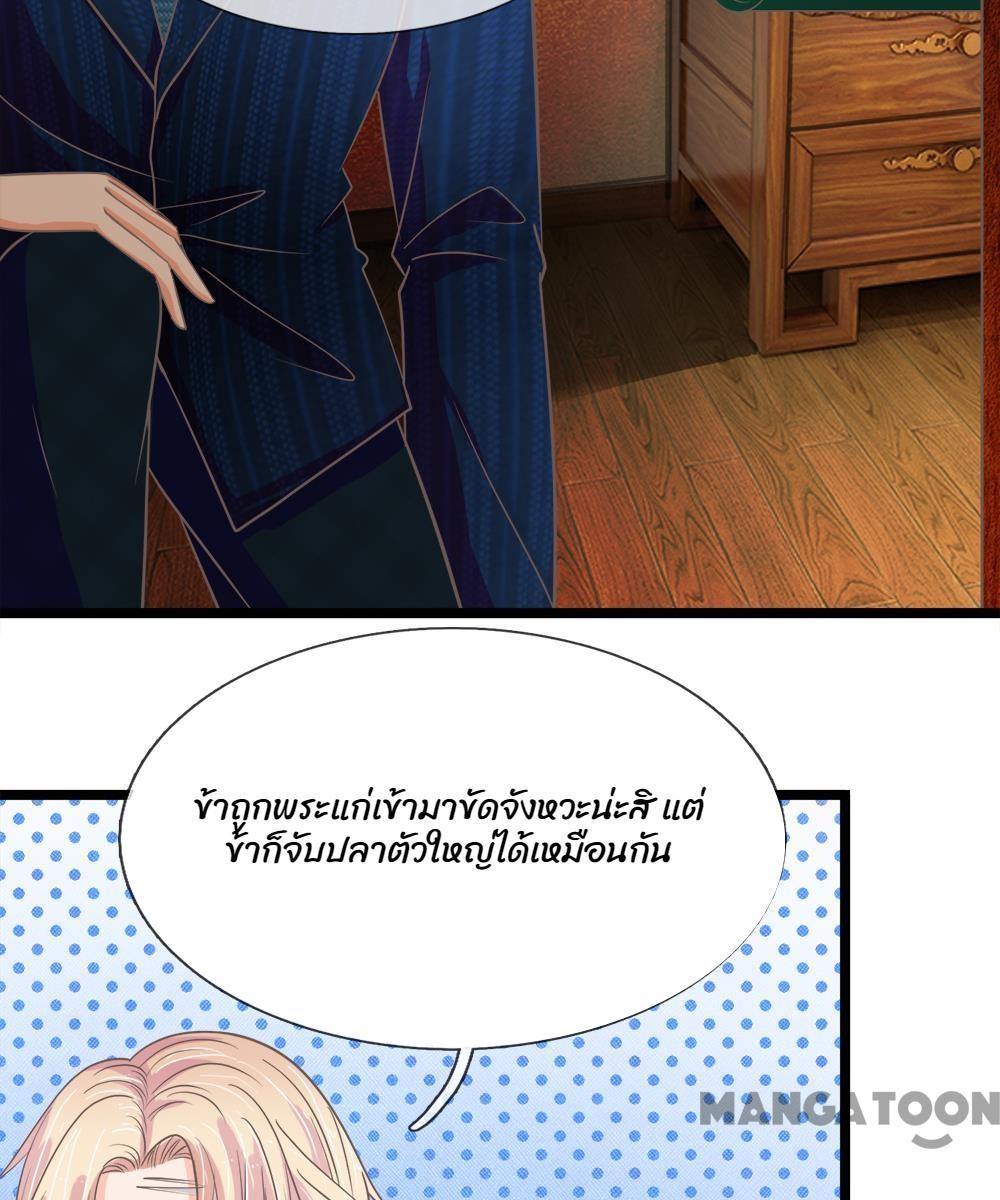 ข้าถูกพระแก่เข้ามาขัดจังหวะน่ะสิ แต่
ข้าก็จับปลาตัวใหญ่ได้เหมือนกัน
MANGATOON